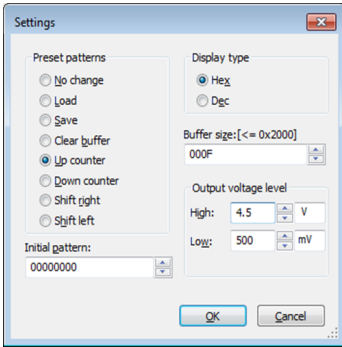 Settings
Preset patterns
No change
Load
Save
Clear buffer
Up counter
Down counter
Shift right
Shift left
Initial pattern:
00000000
Display type
Hex
Dec
Buffer size:[<= 0x2000]
000F
Output voltage level
High: 4.5 V
Low: 500 mV
OK Cancel